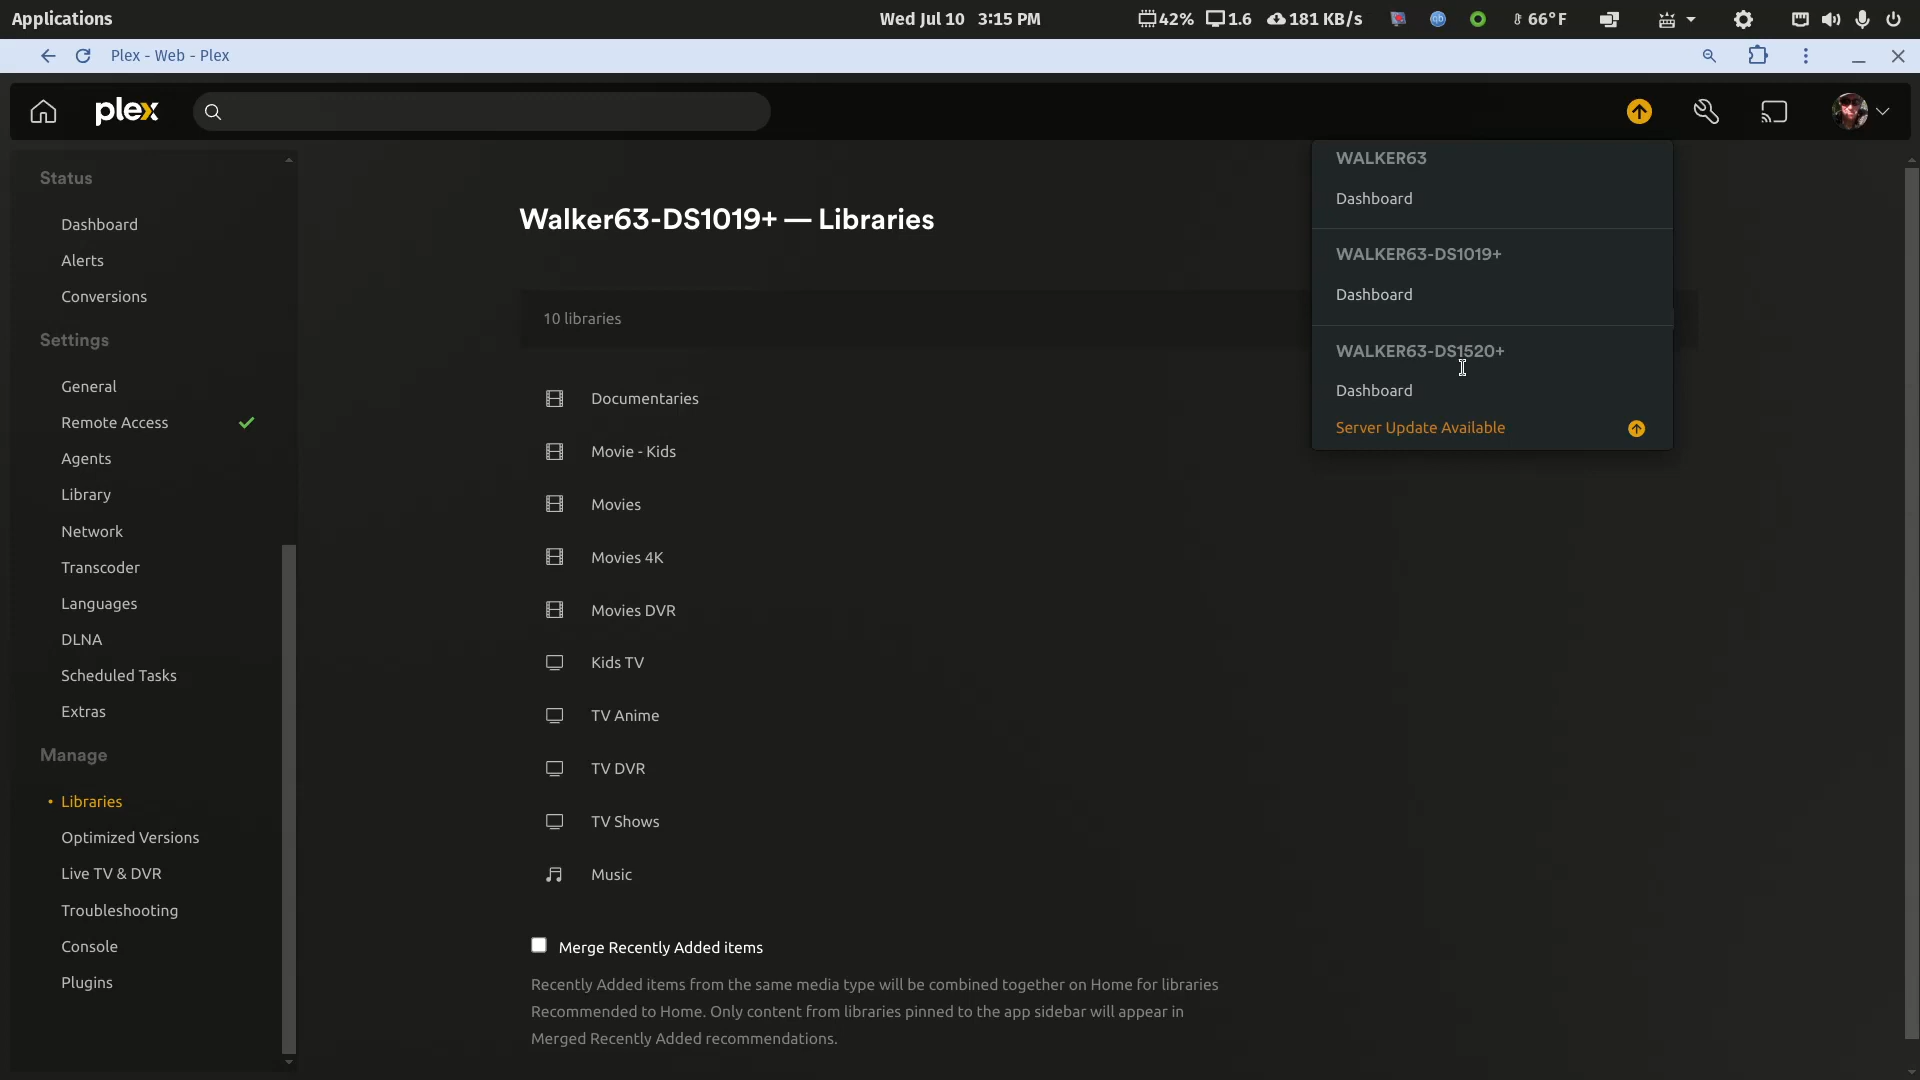 Applications
Wed Jul 10 3:15 PM
42% 1.6 181 KB/s qb 66°F
Plex - Web - Plex
plex
Status
Dashboard
Alerts
Conversions
Settings
General
Remote Access
Agents
Library
Network
Transcoder
Languages
DLNA
Scheduled Tasks
Extras
Manage
• Libraries
Optimized Versions
Live TV & DVR
Troubleshooting
Console
Plugins
Walker63-DS1019+ — Libraries
10 libraries
Documentaries
Movie - Kids
Movies
Movies 4K
Movies DVR
Kids TV
TV Anime
TV DVR
TV Shows
Music
Merge Recently Added items
Recently Added items from the same media type will be combined together on Home for libraries
Recommended to Home. Only content from libraries pinned to the app sidebar will appear in
Merged Recently Added recommendations.
WALKER63
Dashboard
WALKER63-DS1019+
Dashboard
WALKER63-DS1520+
Dashboard
Server Update Available